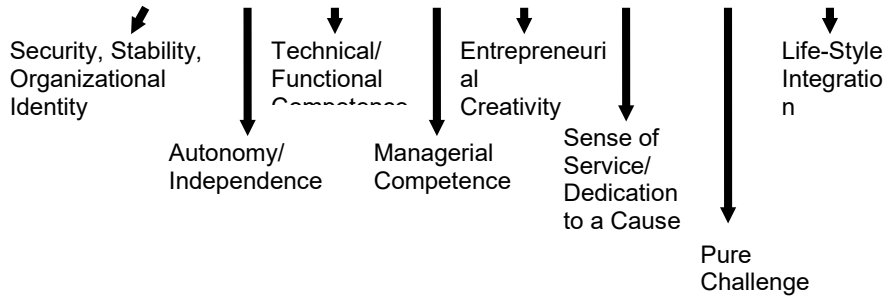 Security, Stability,
Organizational
Identity
Autonomy/
Independence
Technical/
Functional
Competence
Managerial
Competence
Entrepreneuri
al
Creativity
Sense of
Service/
Dedication
to a Cause
Pure
Challenge
Life-Style
Integratio
n